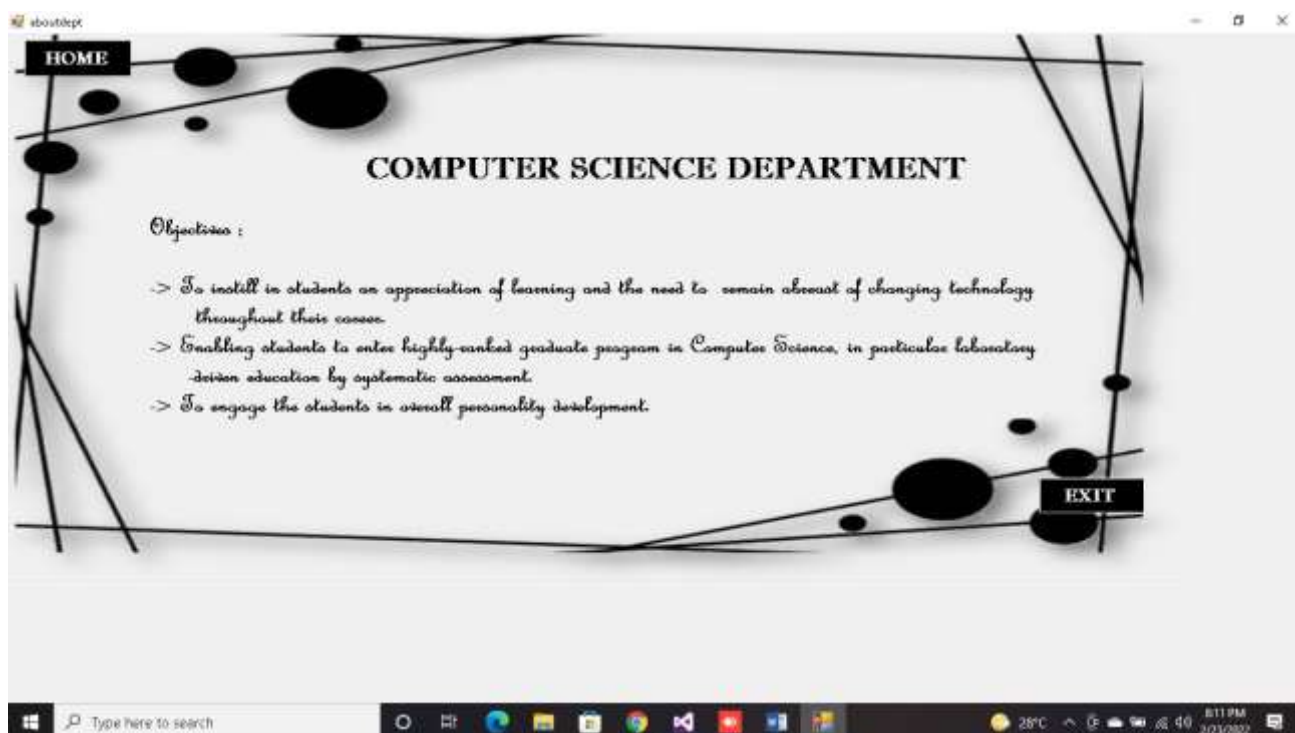 aboutdept
HOME
COMPUTER SCIENCE DEPARTMENT
Objectives :
-> To instill in students an appreciation of learning and the need to remain abreast of changing technology
throughout their career.
-> Enabling students to enter highly-ranked graduate program in Computer Science, in particular laboratory
-driven education by systematic assessment.
-> To engage the students in overall personality development.
EXIT
Type here to search
28°C
8:11 PM